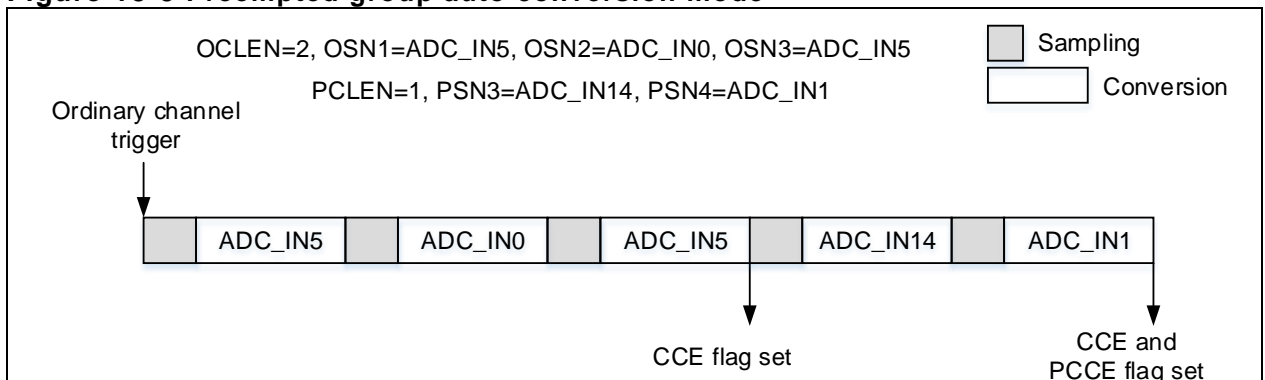 OCLEN=2, OSN1=ADC_IN5, OSN2=ADC_IN0, OSN3=ADC_IN5
PCLEN=1, PSN3=ADC_IN14, PSN4=ADC_IN1
Sampling
Conversion
Ordinary channel
trigger
ADC_IN5 ADC_IN0 ADC_IN5 ADC_IN14 ADC_IN1
CCE flag set
CCE and
PCCE flag set